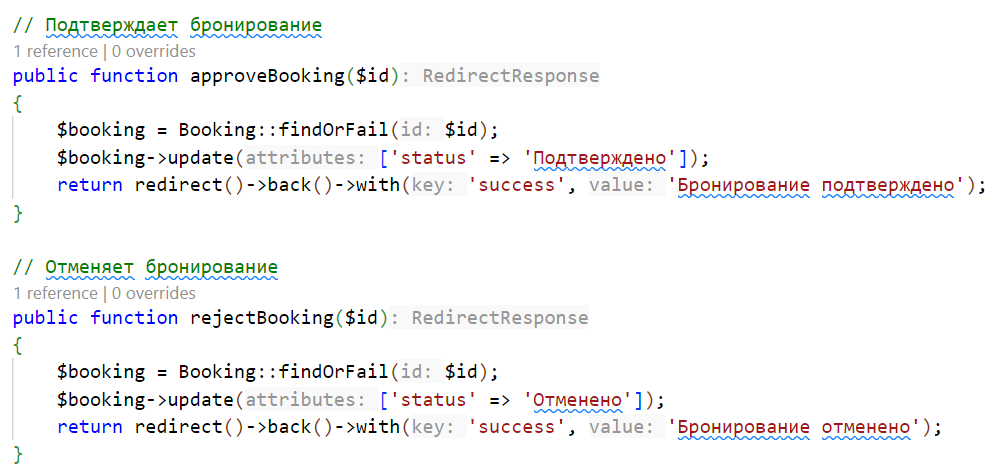 // Подтверждает бронирование
1 reference | 0 overrides
public function approveBooking($id): RedirectResponse
{
    $booking = Booking::findOrFail(id: $id);
    $booking->update(attributes: ['status' => 'Подтверждено']);
    return redirect()->back()->with(key: 'success', value: 'Бронирование подтверждено');
}
// Отменяет бронирование
1 reference | 0 overrides
public function rejectBooking($id): RedirectResponse
{
    $booking = Booking::findOrFail(id: $id);
    $booking->update(attributes: ['status' => 'Отменено']);
    return redirect()->back()->with(key: 'success', value: 'Бронирование отменено');
}